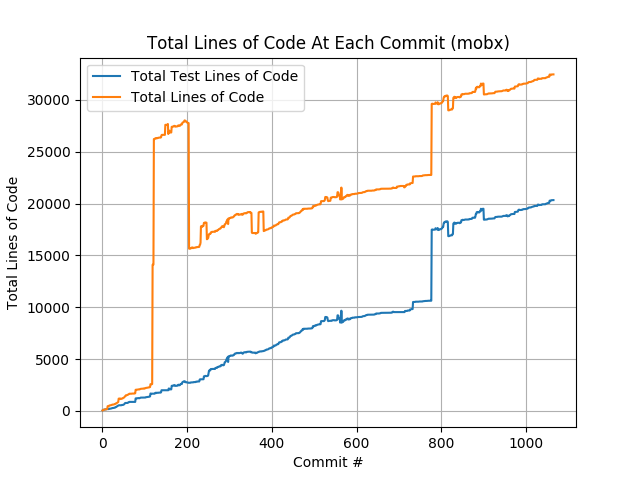 Total Lines of Code At Each Commit (mobx)
Total Test Lines of Code
Total Lines of Code
Total Lines of Code
30000
25000
20000
15000
10000
5000
0
0 200 400 600 800 1000
Commit #